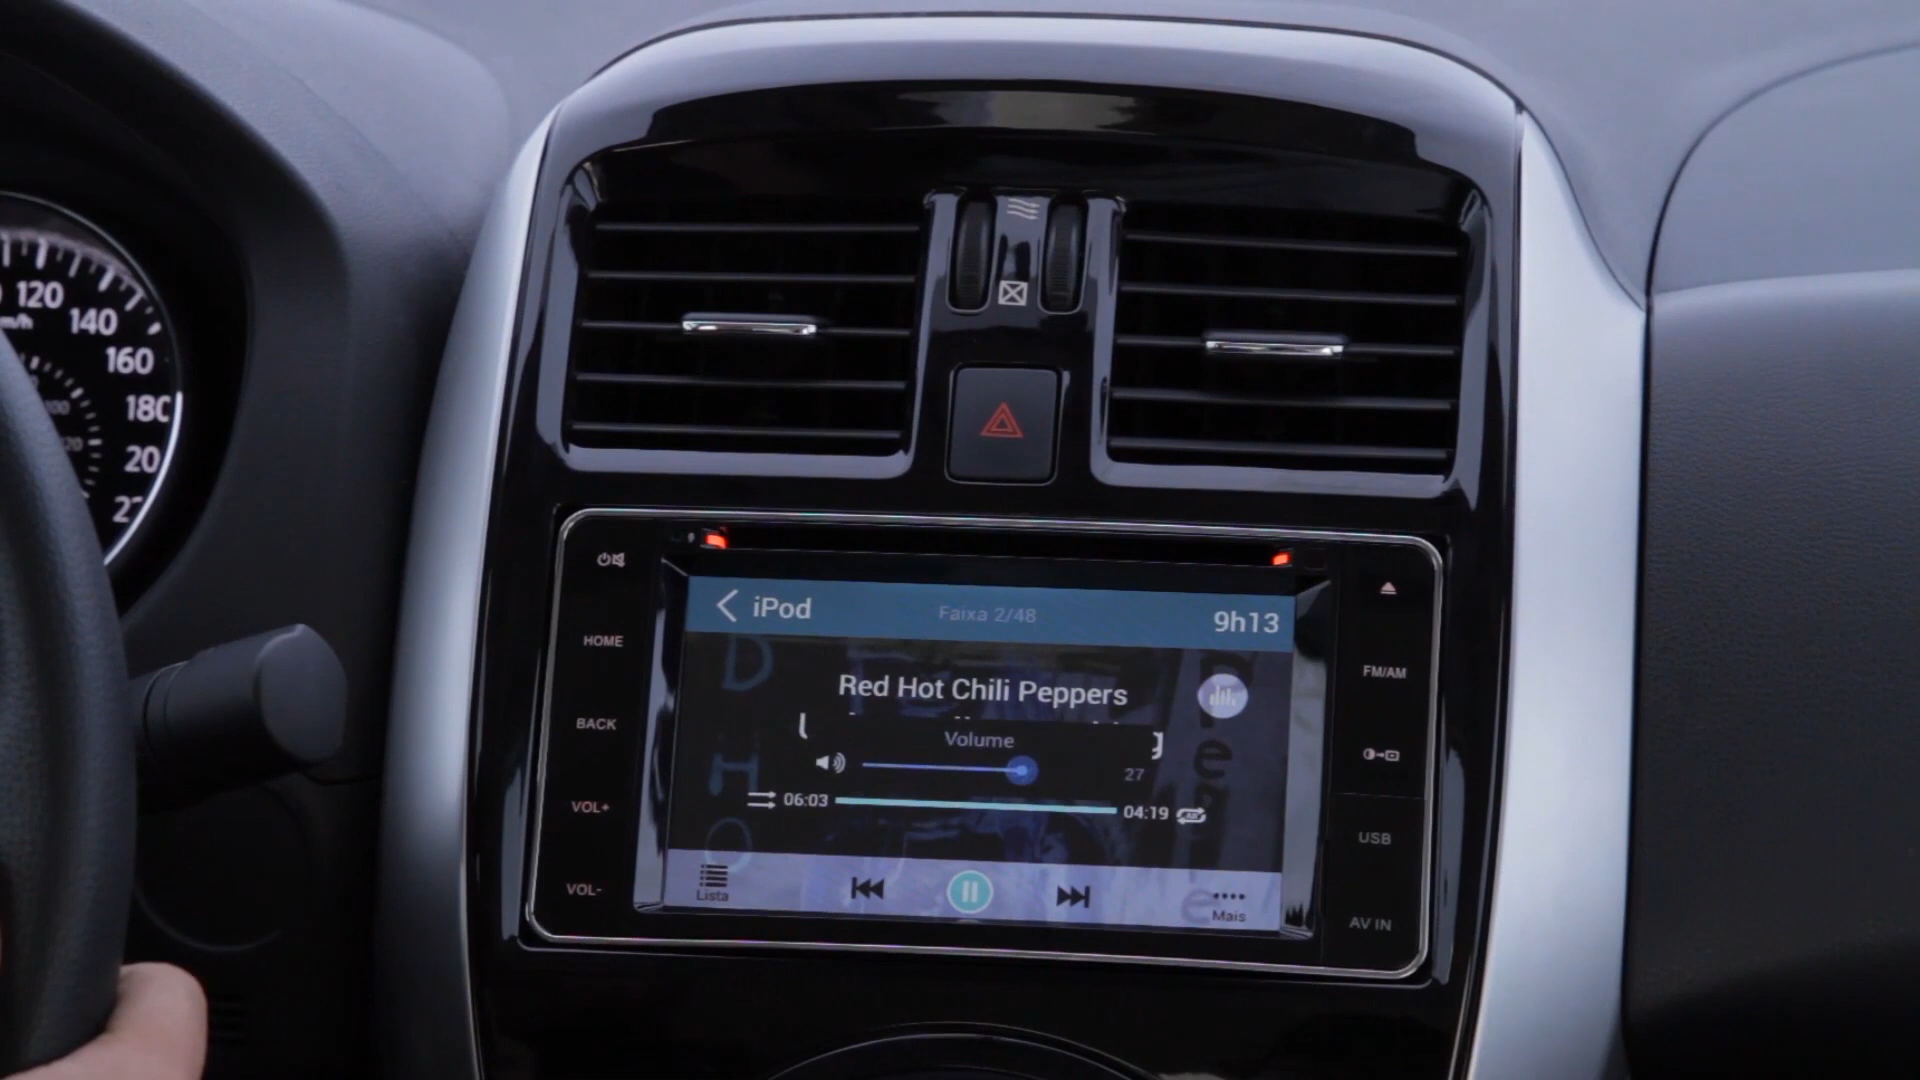 120
140
160
180
20
HOME
BACK
VOL+
VOL-
iPod
Faixa 2/48
9h13
Red Hot Chili Peppers
Volume
27
06:03
04:19
Lista
Mais
FM/AM
USB
AV IN